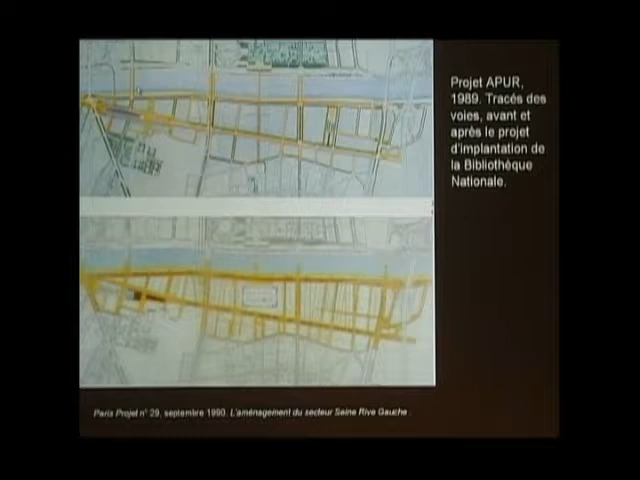 Projet APUR,
1989. Tracés des
voies, avant et
après le projet
d'implantation de
la Bibliothèque
Nationale.
Paris Projet n° 29, septembre 1990. L'aménagement du secteur Seine Rive Gauche.